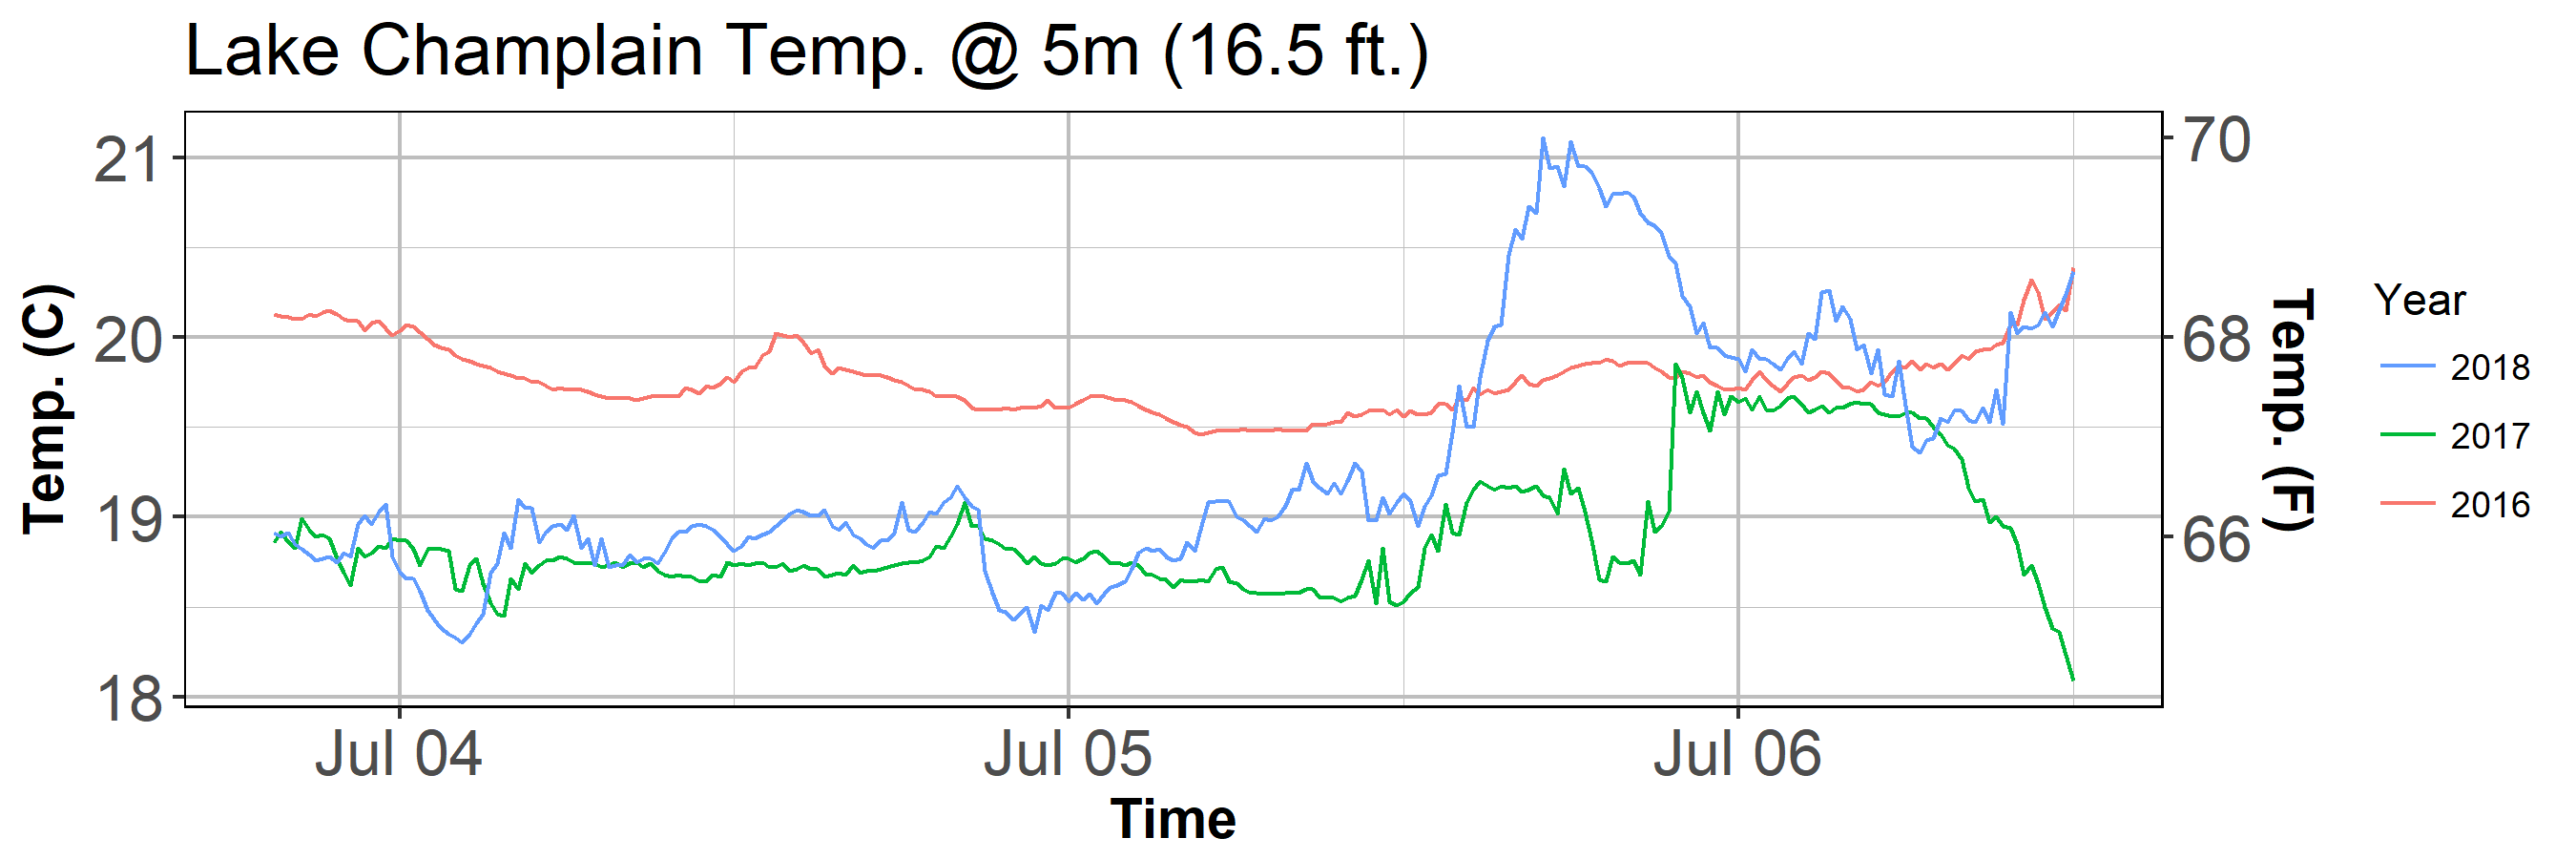 Lake Champlain Temp. @ 5m (16.5 ft.)
Temp. (C)
21
20
19
18
70
68
66
Temp. (F)
Jul 04
Jul 05
Jul 06
Time
Year
2018
2017
2016